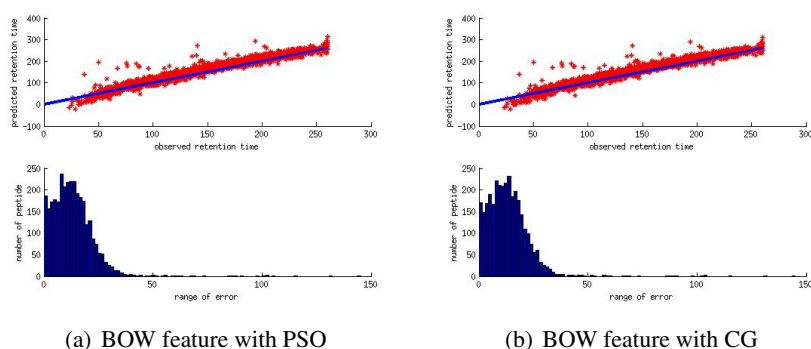 400
300
200
100
0
-100
0 50 100 150 200 250 300
predicted retention time
observed retention time
250
200
150
100
50
0
0 50 100 150
number of peptide
range of error
(a) BOW feature with PSO
400
300
200
100
0
-100
0 50 100 150 200 250 300
predicted retention time
observed retention time
250
200
150
100
50
0
0 50 100 150
number of peptide
range of error
(b) BOW feature with CG